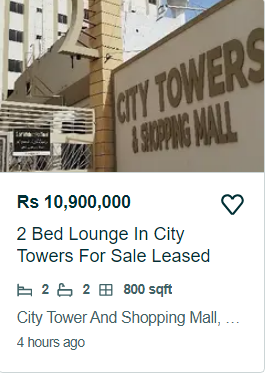 2
CITY TOWERS
& SHOPPING MALL
Rs 10,900,000
2 Bed Lounge In City
Towers For Sale Leased
2 2 800 sqft
City Tower And Shopping Mall, ...
4 hours ago